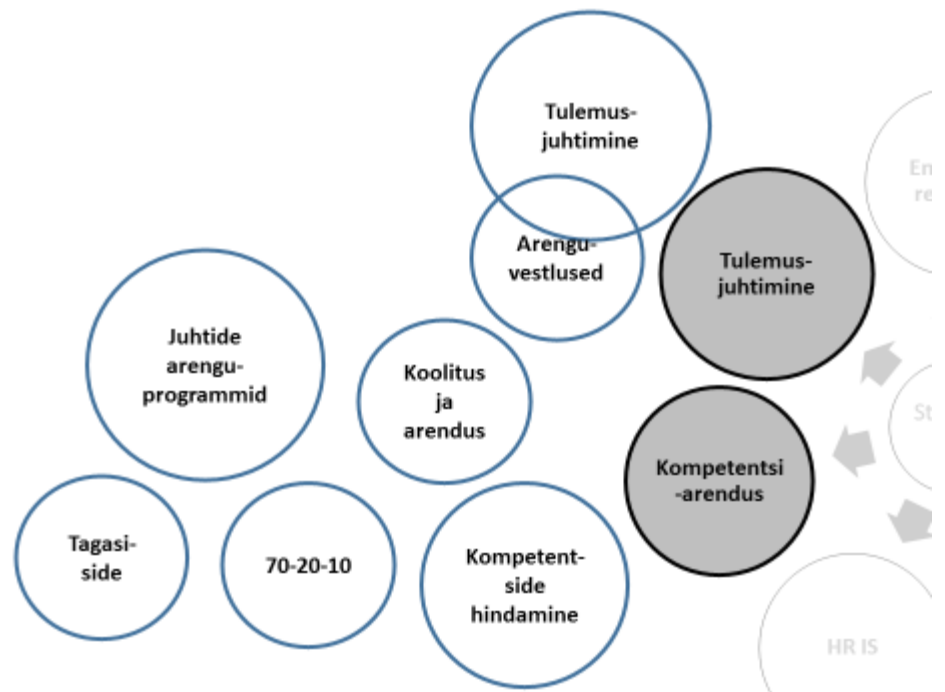 Tulemus-
juhtimine
Arengu-
vestlused
Tulemus-
juhtimine
Juhtide
arengu-
programmid
Koolitus
ja
arendus
Kompetentsi
-arendus
Tagasi-
side
70-20-10
Kompetent-
side
hindamine
HR IS